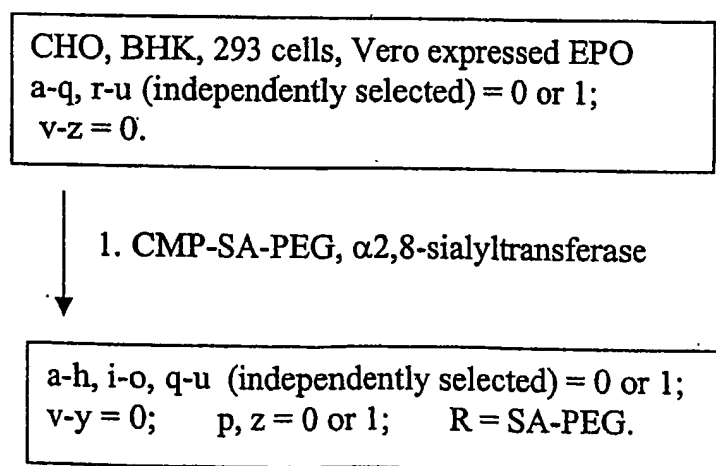 CHO, BHK, 293 cells, Vero expressed EPO
a-q, r-u (independently selected) = 0 or 1;
v-z = 0.
1. CMP-SA-PEG, α2,8-sialyltransferase
a-h, i-o, q-u (independently selected) = 0 or 1;
v-y = 0; p, z = 0 or 1; R = SA-PEG.